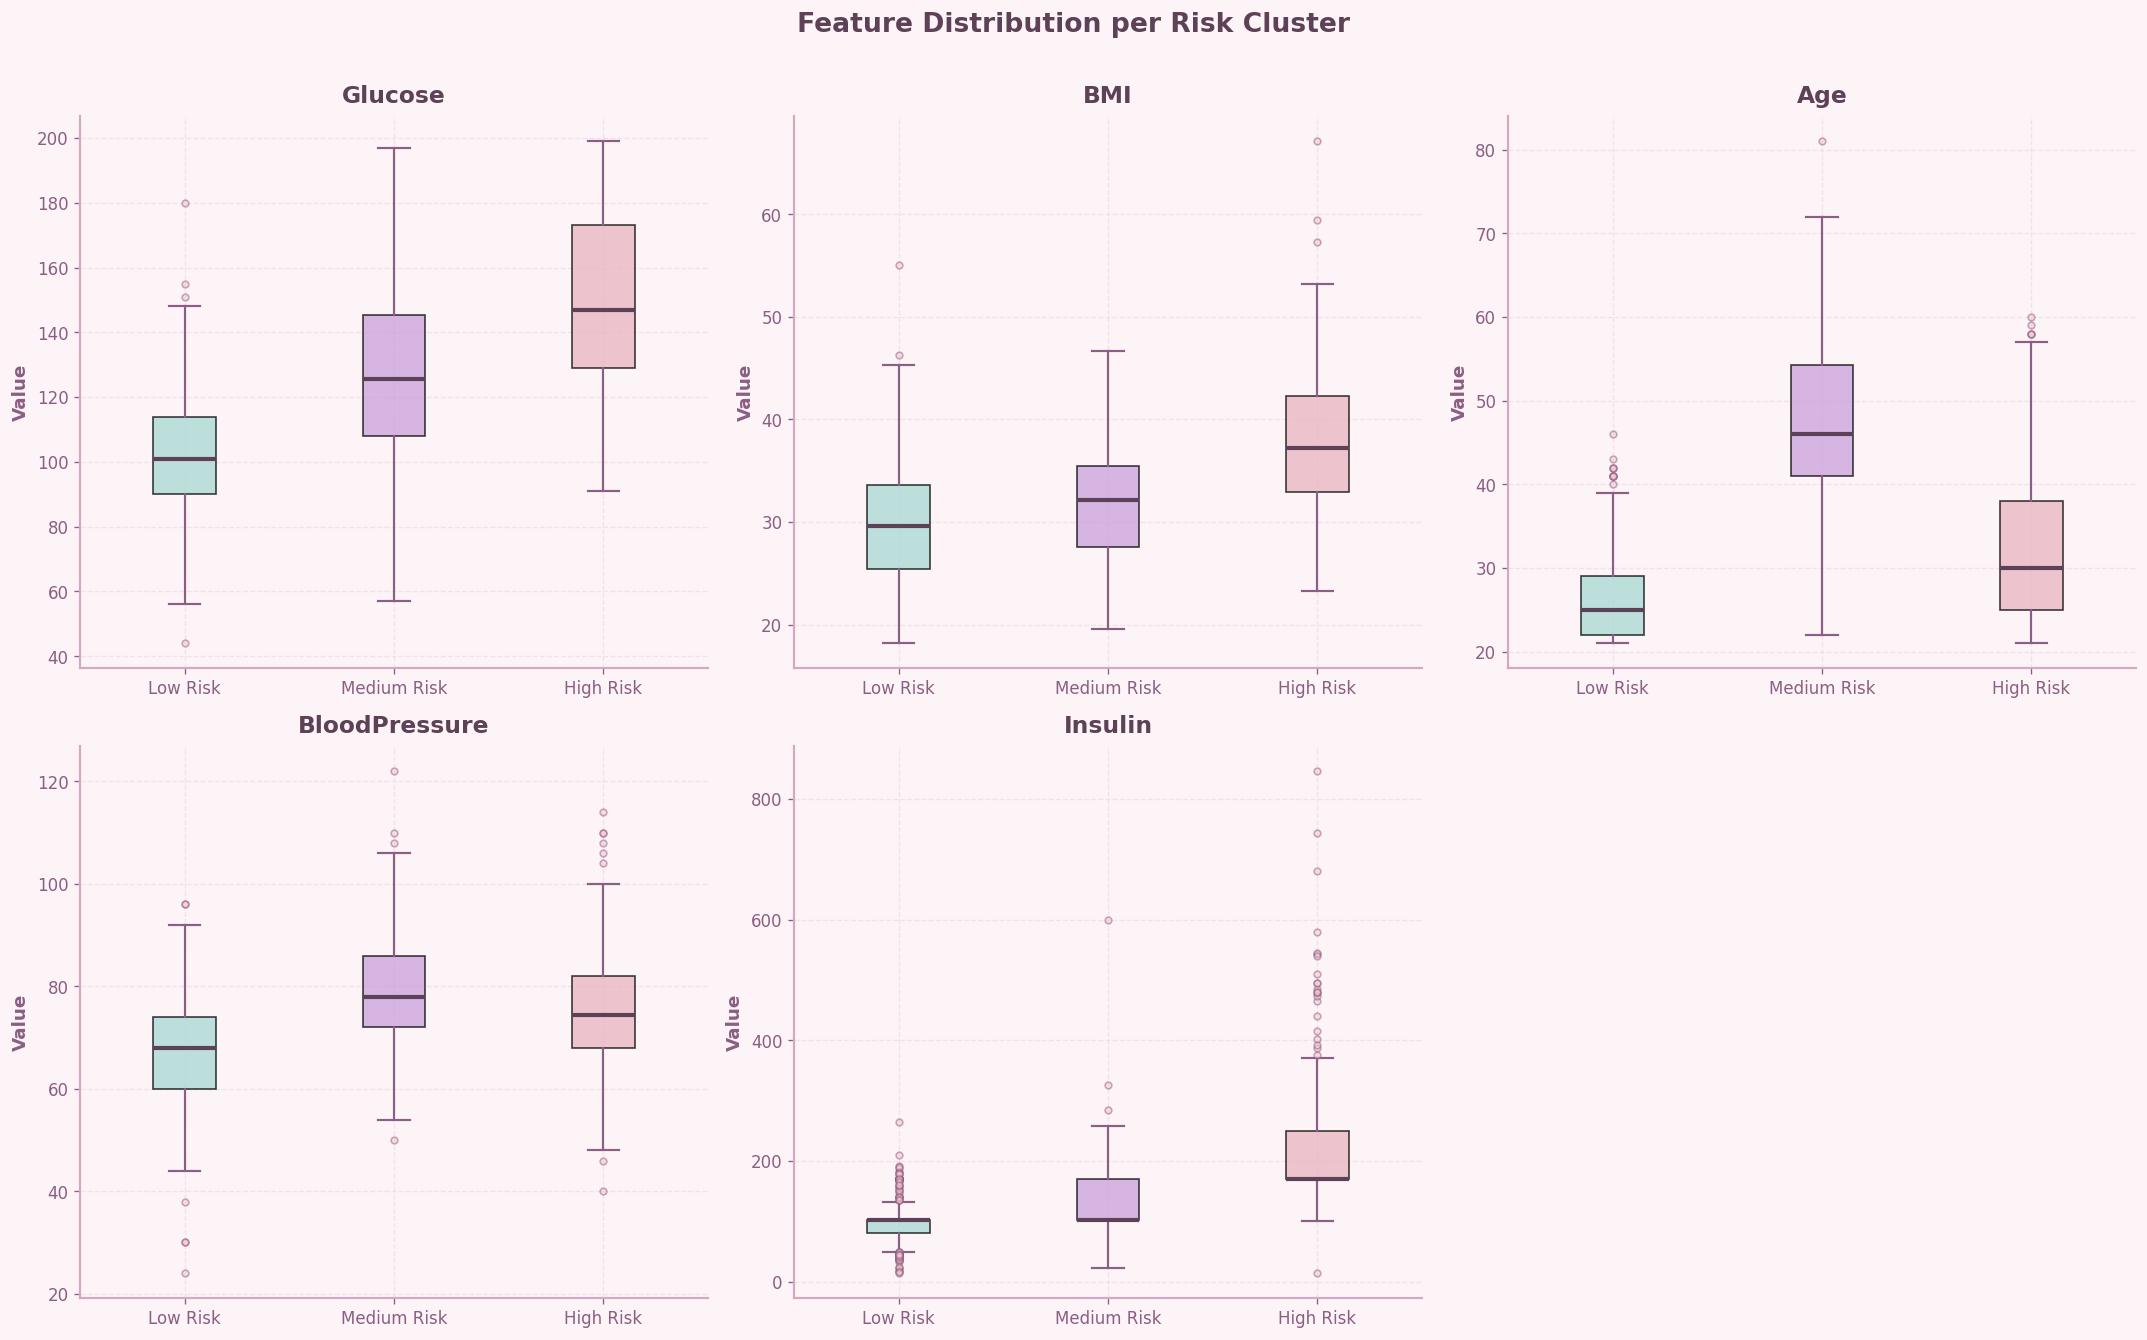 Feature Distribution per Risk Cluster
Glucose
Value
200
180
160
140
120
100
80
60
40
Low Risk
Medium Risk
High Risk
BMI
Value
60
50
40
30
20
Low Risk
Medium Risk
High Risk
Age
Value
80
70
60
50
40
30
20
Low Risk
Medium Risk
High Risk
BloodPressure
Value
120
100
80
60
40
20
Low Risk
Medium Risk
High Risk
Insulin
Value
800
600
400
200
0
Low Risk
Medium Risk
High Risk